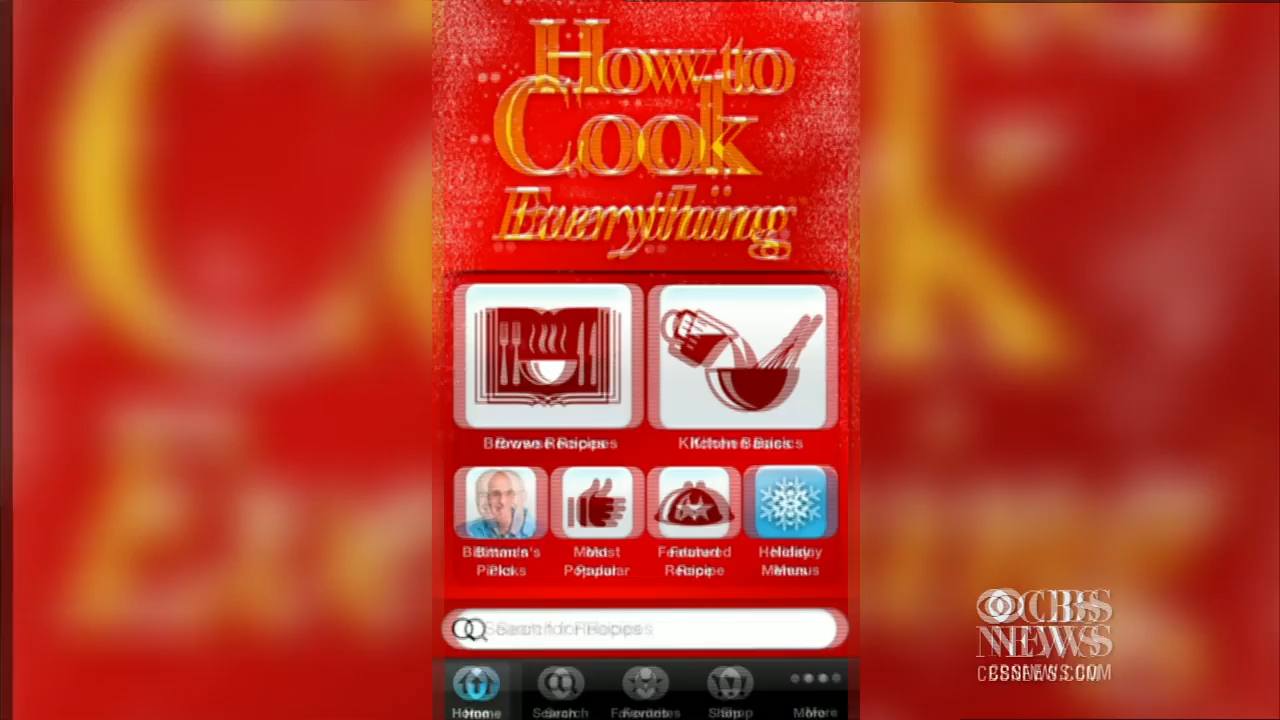 How to
Cook
Everything
Browse Recipes
Kitchen Basics
Bittman's
Picks
Most
Popular
Featured
Recipe
Holiday
Menus
Search for Recipes
CBS
NEWS
CBSNEWS.COM
Home
Search
Favorites
Shop
More